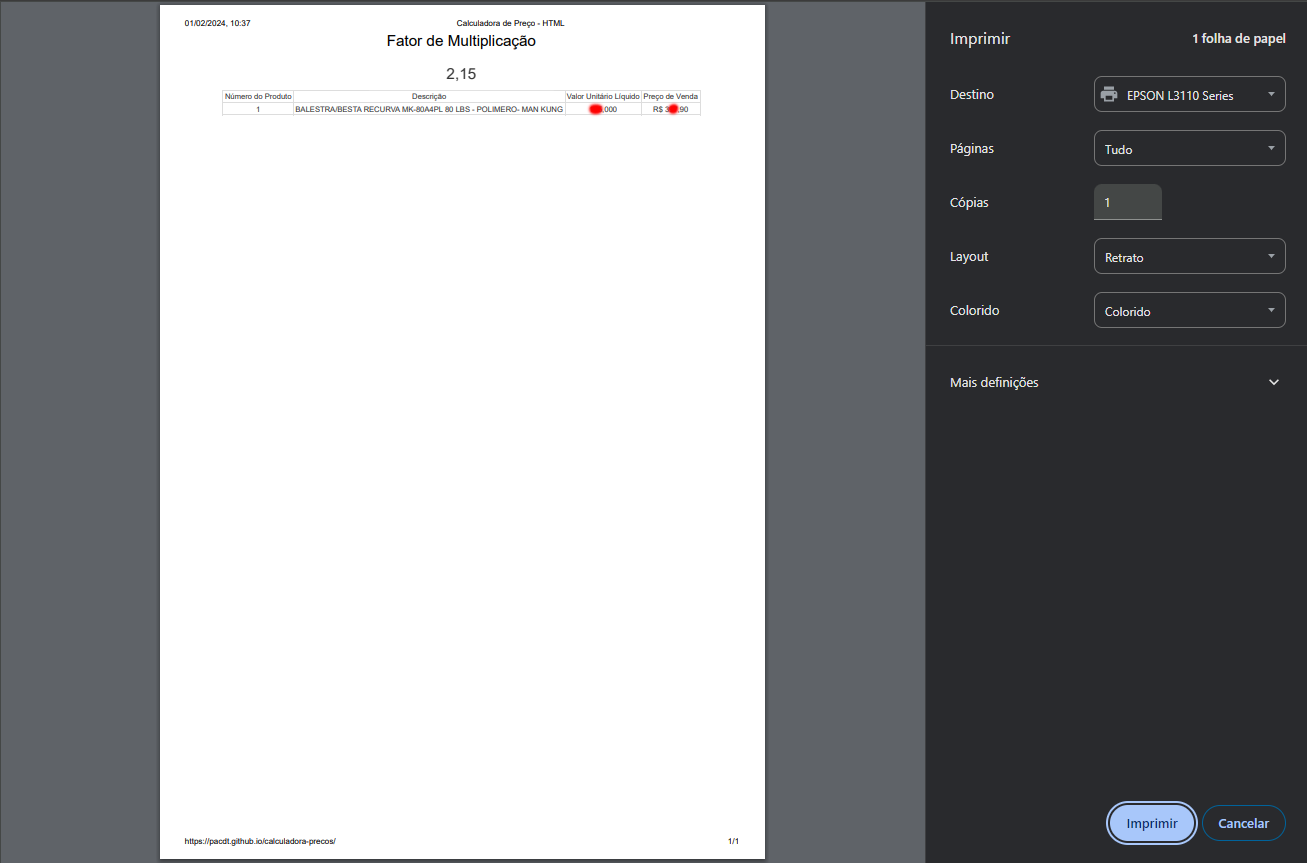 01/02/2024, 10:37 Calculadora de Preço - HTML
Fator de Multiplicação
2,15
Número do Produto Descrição Valor Unitário Líquido Preço de Venda
1 BALESTRA/BESTA RECURVA MK-80A4PL 80 LBS - POLIMERO- MAN KUNG .000 R$ 3 ,90
https://pacdt.github.io/calculadora-precos/ 1/1
Imprimir 1 folha de papel
Destino EPSON L3110 Series
Páginas Tudo
Cópias 1
Layout Retrato
Colorido Colorido
Mais definições
Imprimir Cancelar